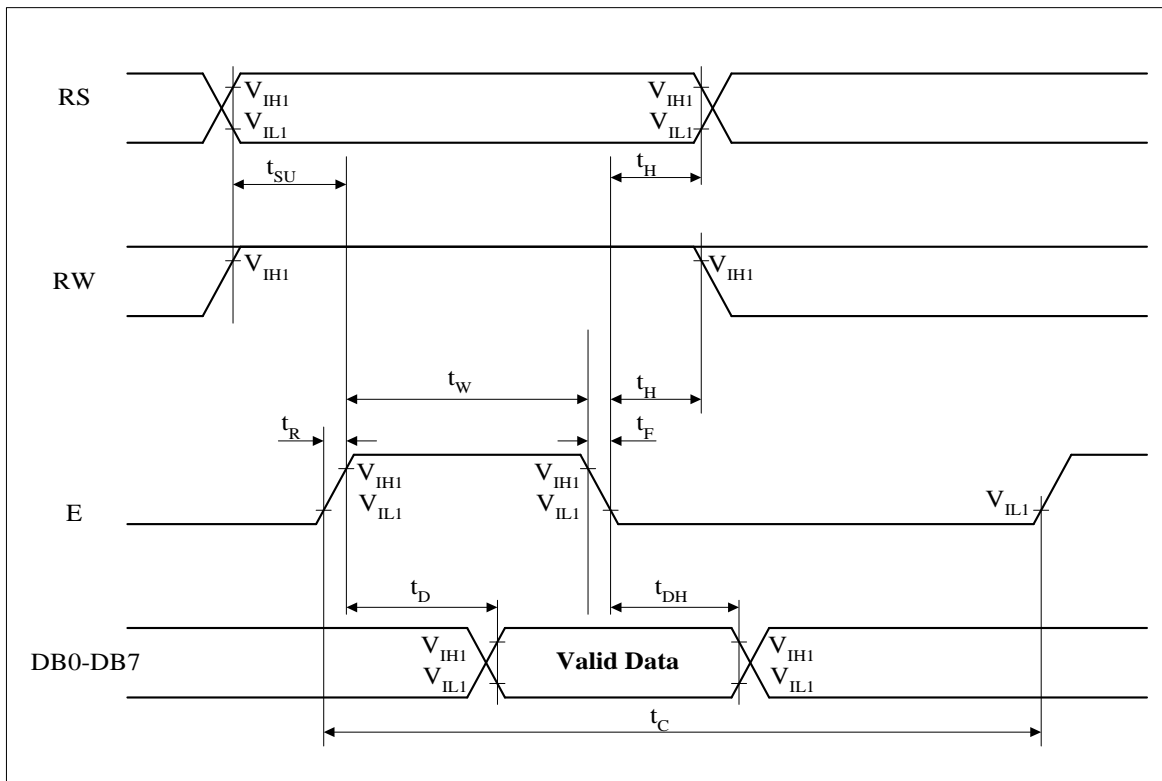 RS
V_IH1
V_IH1
V_IL1
V_IL1
t_SU
t_H
RW
V_IH1
V_IH1
t_W
t_H
t_R
t_F
E
V_IH1
V_IH1
V_IL1
V_IL1
V_IL1
t_D
t_DH
DB0-DB7
V_IH1
Valid Data
V_IH1
V_IL1
V_IL1
t_C